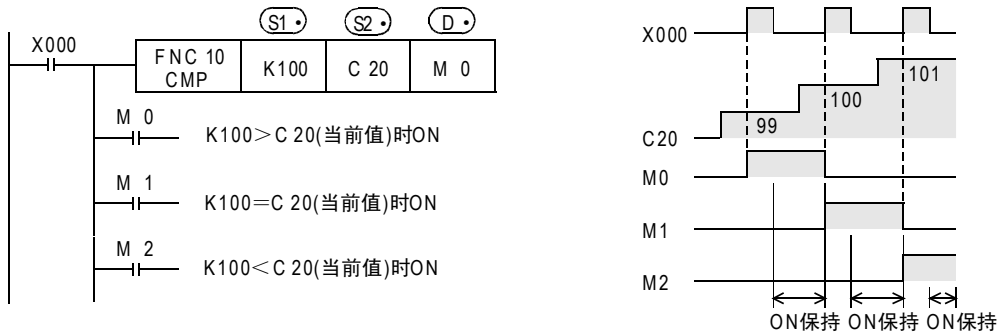 S1• S2• D•
X000
FNC 10
CMP
K100
C 20
M 0
M 0
K100＞C 20(当前值)时ON
M 1
K100＝C 20(当前值)时ON
M 2
K100＜C 20(当前值)时ON
X000
101
100
99
C20
M0
M1
M2
ON保持 ON保持 ON保持